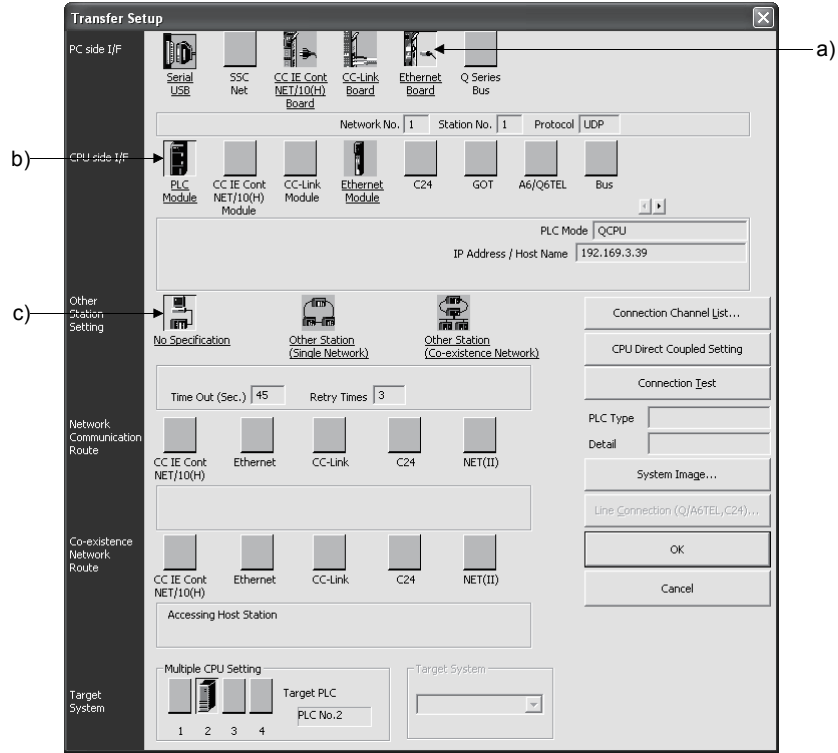 Transfer Setup
a)
PC side I/F
Serial
USB
SSC
Net
CC IE Cont
NET/10(H)
Board
CC-Link
Board
Ethernet
Board
Q Series
Bus
Network No. 1 Station No. 1 Protocol UDP
b)
CPU side I/F
PLC
Module
CC IE Cont
NET/10(H)
Module
CC-Link
Module
Ethernet
Module
C24
GOT
A6/Q6TEL
Bus
PLC Mode QCPU
IP Address / Host Name 192.169.3.39
c)
Other
Station
Setting
No Specification
Other Station
(Single Network)
Other Station
(Co-existence Network)
Time Out (Sec.) 45 Retry Times 3
Connection Channel List...
CPU Direct Coupled Setting
Connection Test
PLC Type
Detail
System Image...
Line Connection (Q/A6TEL,C24)...
OK
Cancel
Network
Communication
Route
CC IE Cont
NET/10(H)
Ethernet
CC-Link
C24
NET(II)
Co-existence
Network
Route
CC IE Cont
NET/10(H)
Ethernet
CC-Link
C24
NET(II)
Accessing Host Station
Target
System
Multiple CPU Setting
1 2 3 4
Target PLC
PLC No.2
Target System